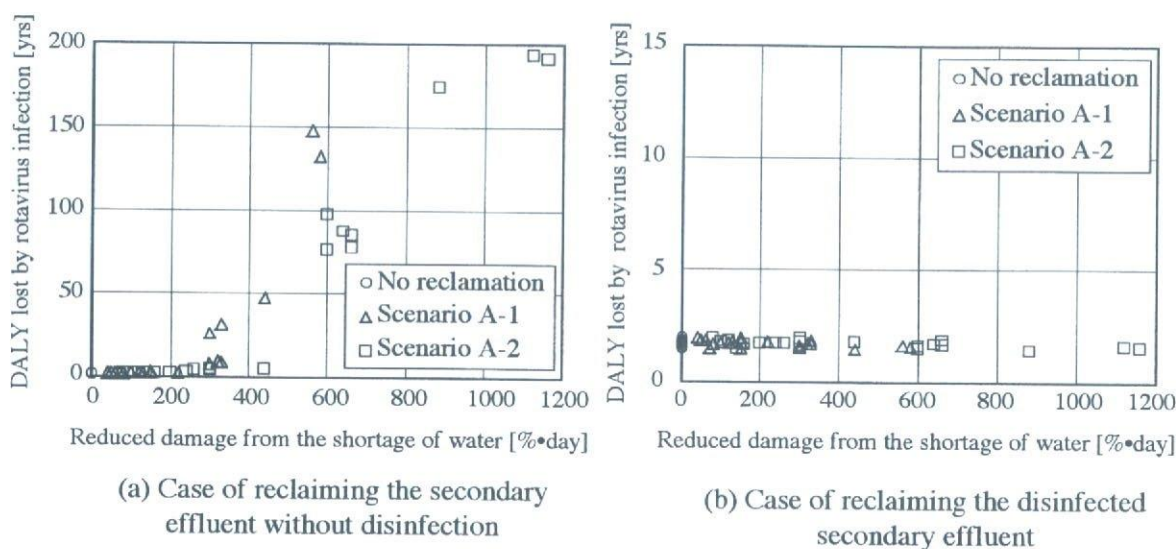 DALY lost by rotavirus infection [yrs]
200
150
100
50
0
0 200 400 600 800 1000 1200
No reclamation
Scenario A-1
Scenario A-2
Reduced damage from the shortage of water [%•day]
(a) Case of reclaiming the secondary
effluent without disinfection
DALY lost by rotavirus infection [yrs]
15
10
5
0
0 200 400 600 800 1000 1200
No reclamation
Scenario A-1
Scenario A-2
Reduced damage from the shortage of water [%•day]
(b) Case of reclaiming the disinfected
secondary effluent